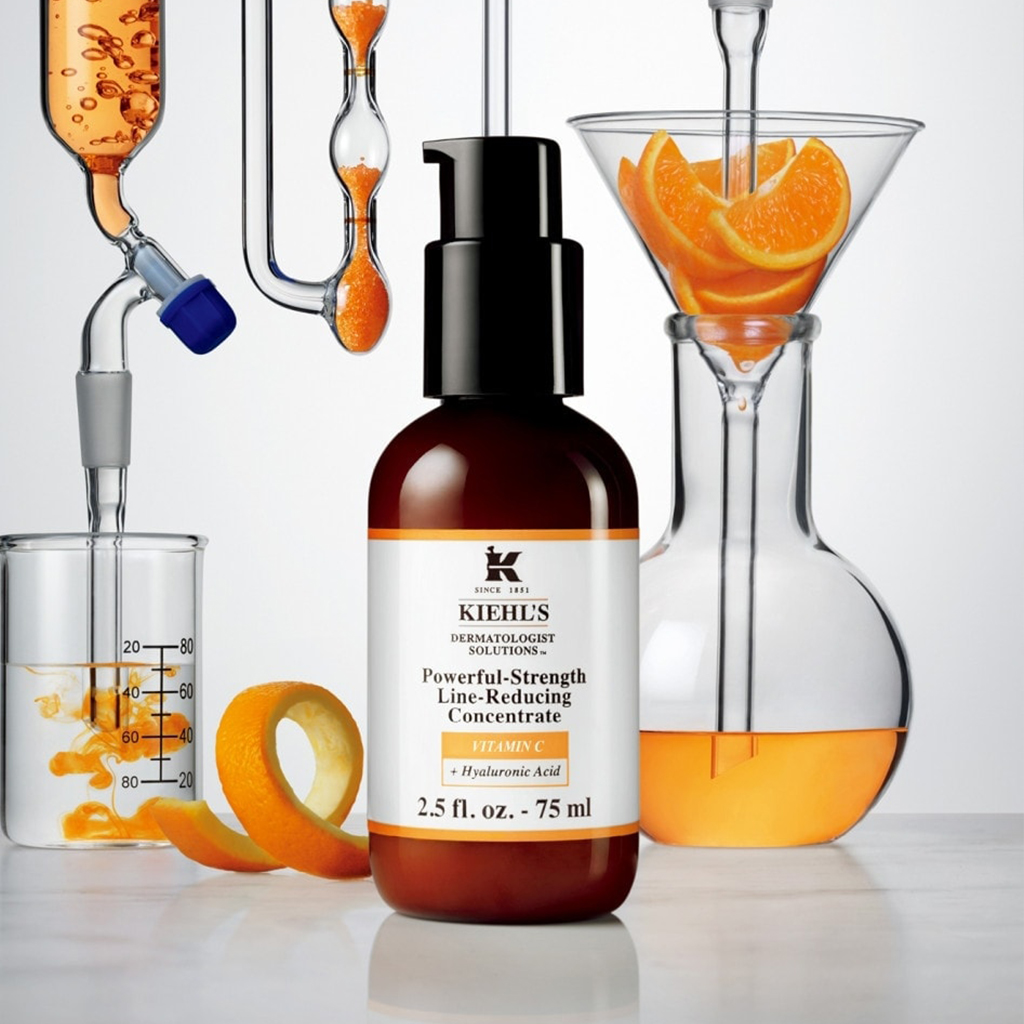 K
SINCE 1851
KIEHL'S
DERMATOLOGIST
SOLUTIONS™
Powerful-Strength
Line-Reducing
Concentrate
VITAMIN C
+ Hyaluronic Acid
2.5 fl. oz. - 75 ml
20 80
40 60
60 40
80 20